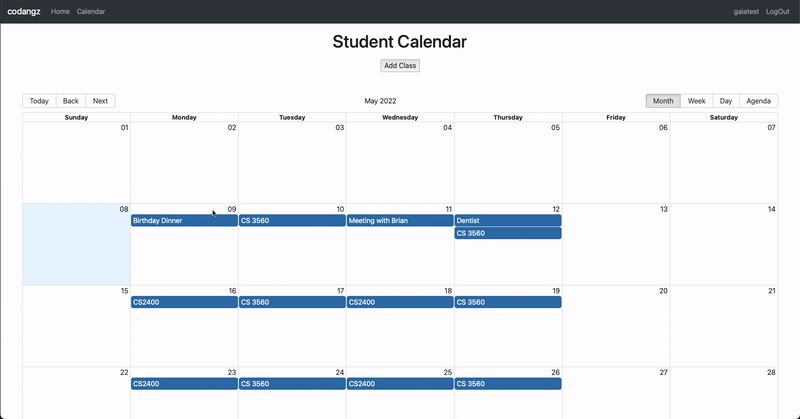 codangz Home Calendar gaiatest LogOut
Student Calendar
Add Class
Today Back Next May 2022 Month Week Day Agenda
Sunday Monday Tuesday Wednesday Thursday Friday Saturday
01 02 03 04 05 06 07
08 09 10 11 12 13 14
Birthday Dinner CS 3560 Meeting with Brian Dentist
CS 3560
15 16 17 18 19 20 21
CS2400 CS 3560 CS2400 CS 3560
22 23 24 25 26 27 28
CS2400 CS 3560 CS2400 CS 3560